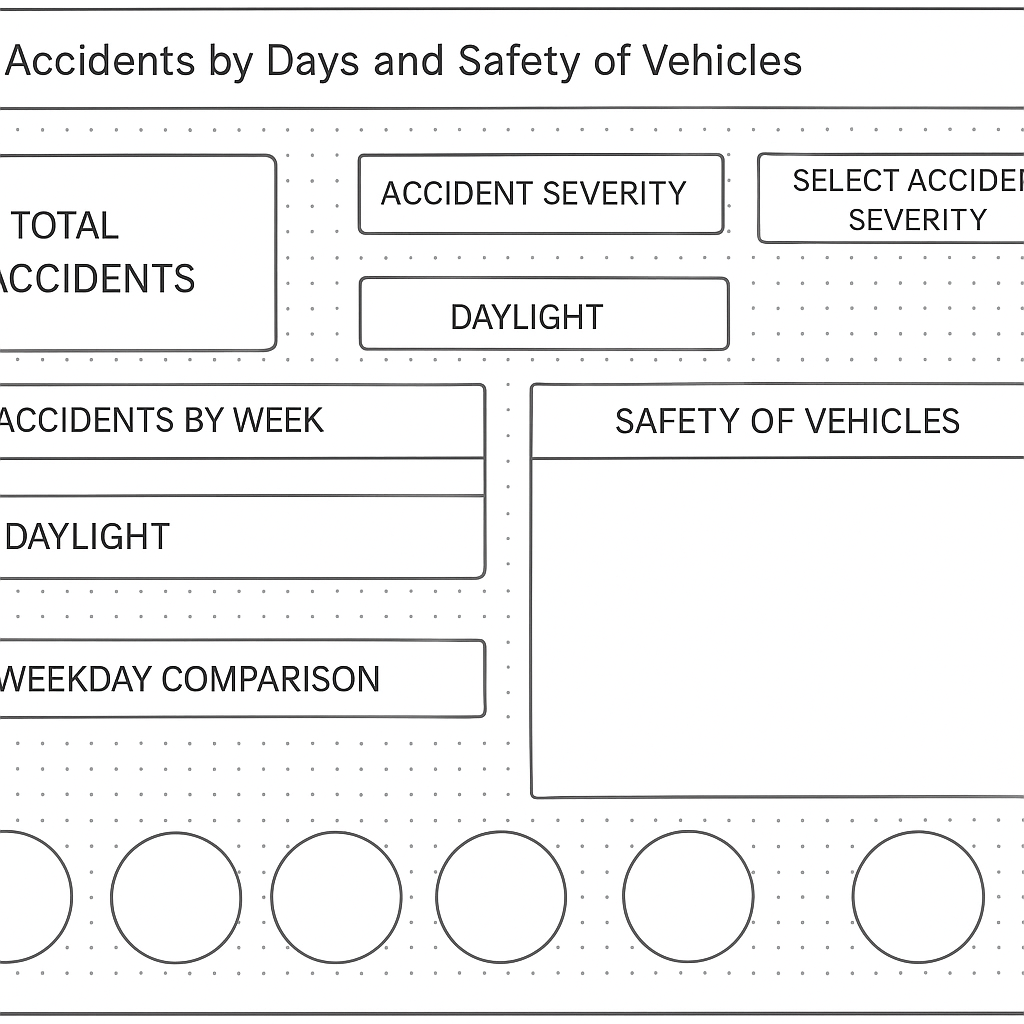 Accidents by Days and Safety of Vehicles
TOTAL
ACCIDENTS
ACCIDENT SEVERITY
SELECT ACCIDEN
SEVERITY
DAYLIGHT
ACCIDENTS BY WEEK
DAYLIGHT
WEEKDAY COMPARISON
SAFETY OF VEHICLES